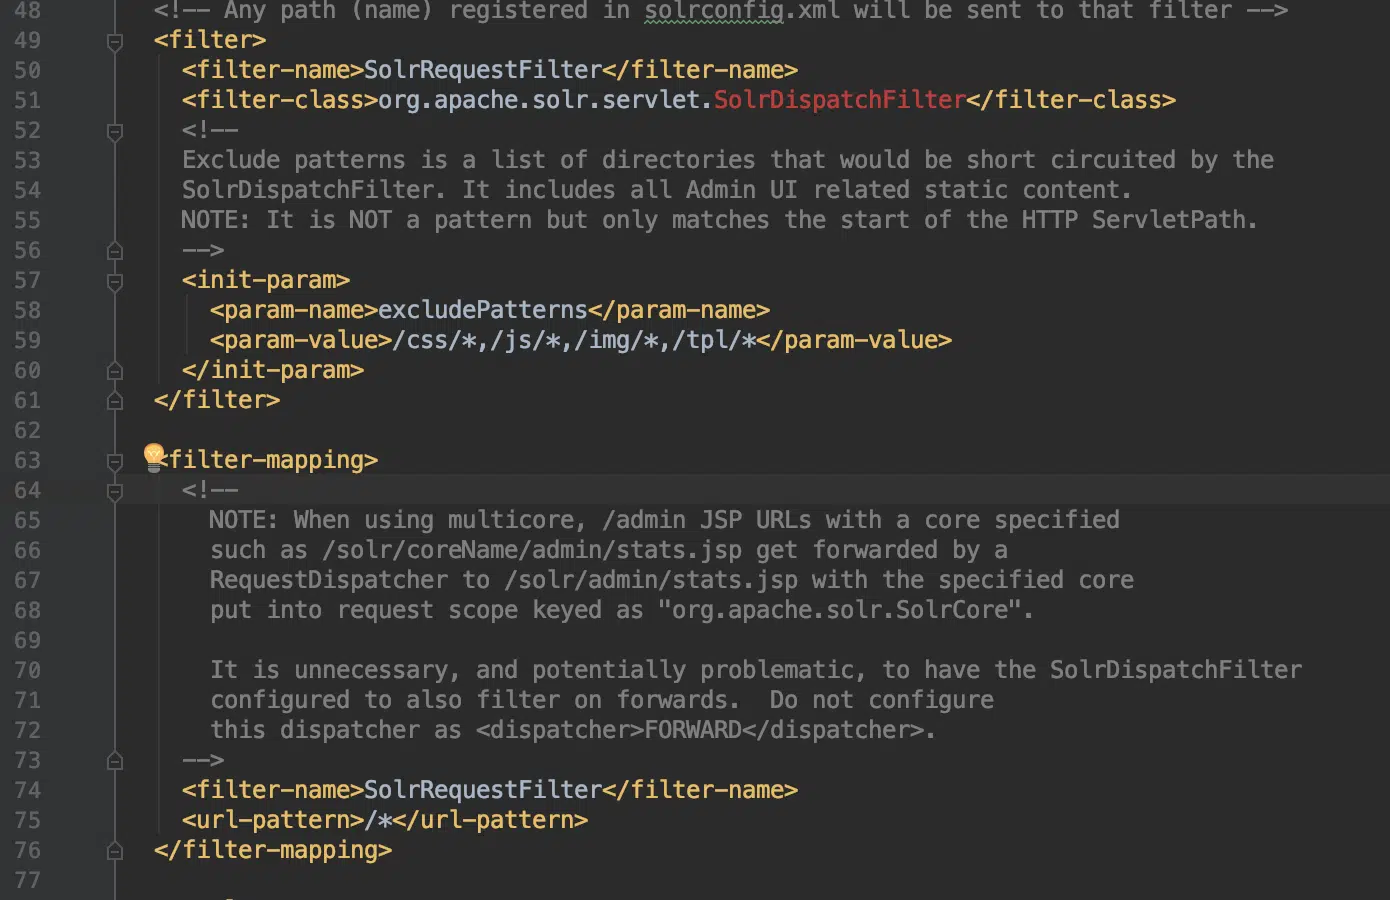 48 <!-- Any path (name) registered in solrconfig.xml will be sent to that filter -->
49 <filter>
50 <filter-name>SolrRequestFilter</filter-name>
51 <filter-class>org.apache.solr.servlet.SolrDispatchFilter</filter-class>
52 <!--
53 Exclude patterns is a list of directories that would be short circuited by the
54 SolrDispatchFilter. It includes all Admin UI related static content.
55 NOTE: It is NOT a pattern but only matches the start of the HTTP ServletPath.
56 -->
57 <init-param>
58 <param-name>excludePatterns</param-name>
59 <param-value>/css/*,/js/*,/img/*,/tpl/*</param-value>
60 </init-param>
61 </filter>
62
63 <filter-mapping>
64 <!--
65 NOTE: When using multicore, /admin JSP URLs with a core specified
66 such as /solr/coreName/admin/stats.jsp get forwarded by a
67 RequestDispatcher to /solr/admin/stats.jsp with the specified core
68 put into request scope keyed as "org.apache.solr.SolrCore".
69
70 It is unnecessary, and potentially problematic, to have the SolrDispatchFilter
71 configured to also filter on forwards.  Do not configure
72 this dispatcher as <dispatcher>FORWARD</dispatcher>.
73 -->
74 <filter-name>SolrRequestFilter</filter-name>
75 <url-pattern>/*</url-pattern>
76 </filter-mapping>
77